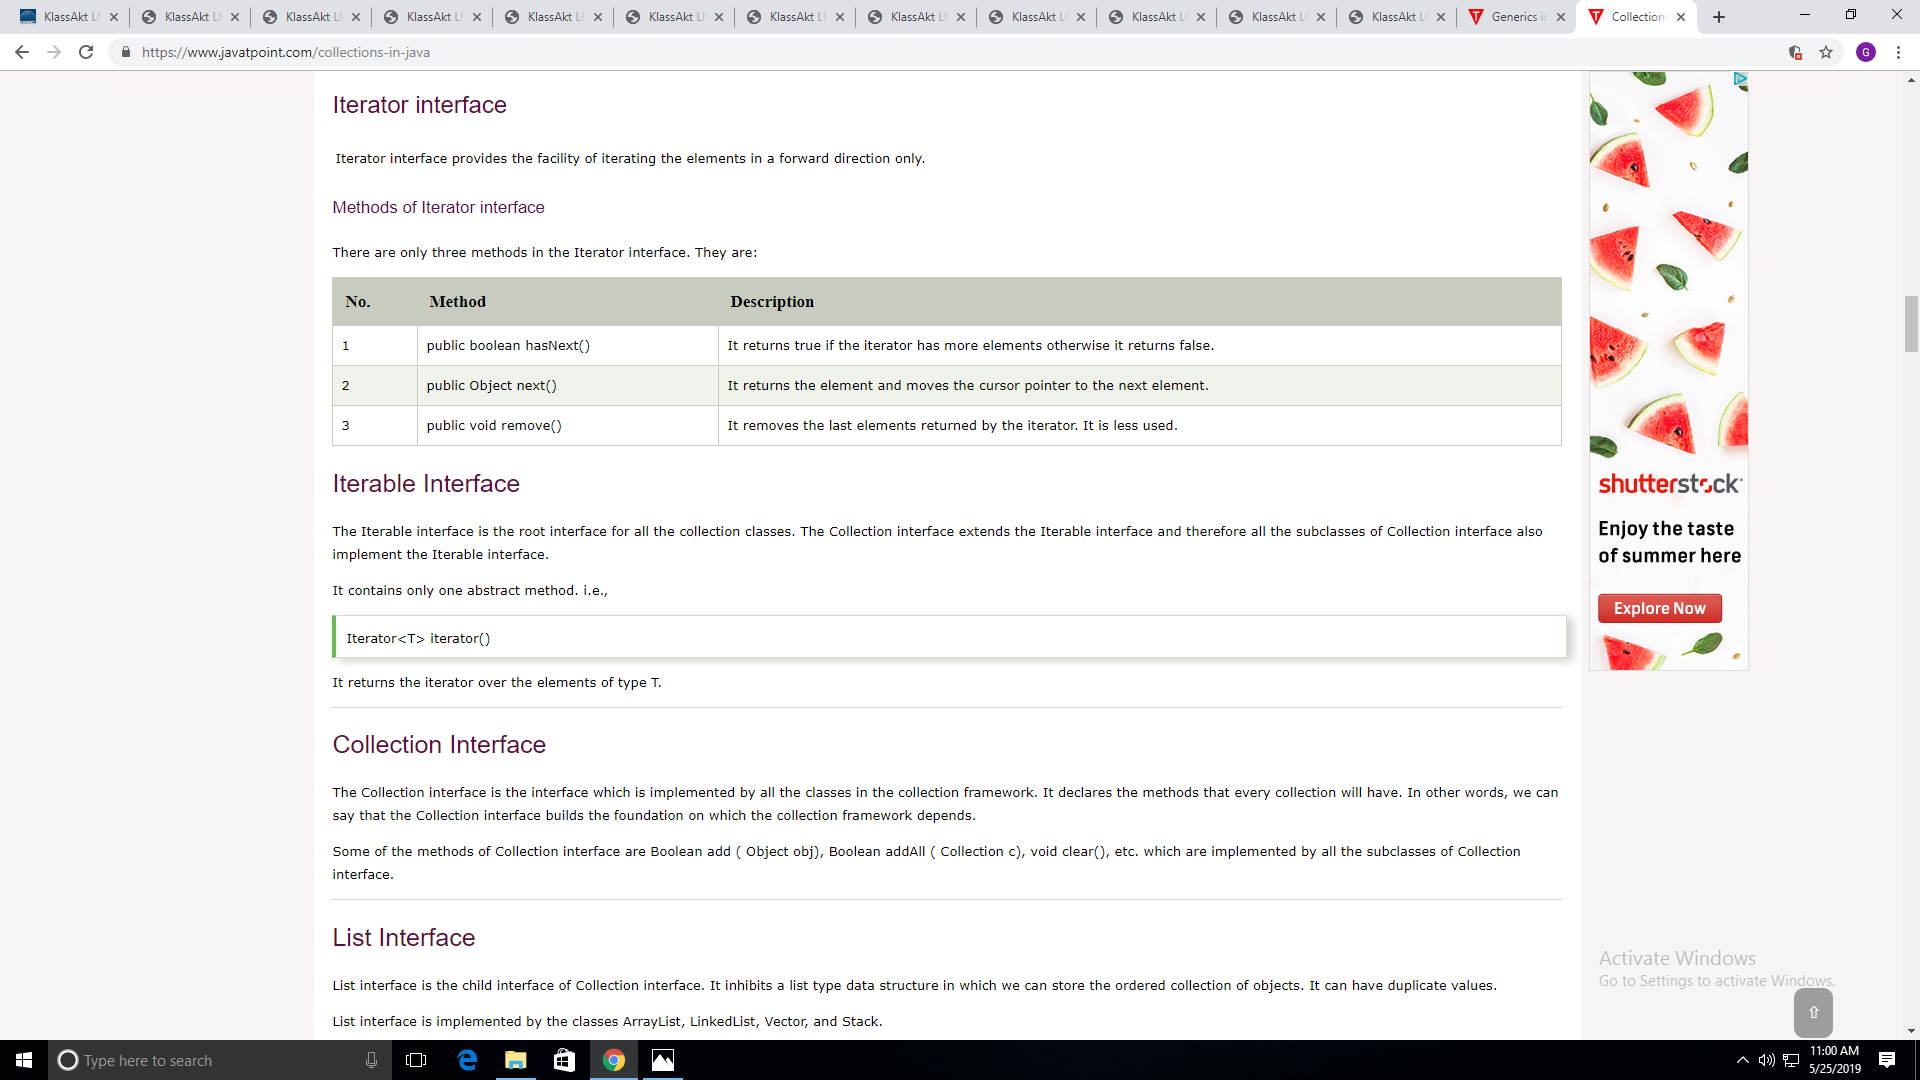 KlassAkt LM
KlassAkt LM
KlassAkt LM
KlassAkt LM
KlassAkt LM
KlassAkt LM
KlassAkt LM
KlassAkt LM
KlassAkt LM
KlassAkt LM
KlassAkt LM
KlassAkt LM
Generics in
Collections
https://www.javatpoint.com/collections-in-java
G
Iterator interface
Iterator interface provides the facility of iterating the elements in a forward direction only.
Methods of Iterator interface
There are only three methods in the Iterator interface. They are:
No. Method Description
1 public boolean hasNext() It returns true if the iterator has more elements otherwise it returns false.
2 public Object next() It returns the element and moves the cursor pointer to the next element.
3 public void remove() It removes the last elements returned by the iterator. It is less used.
Iterable Interface
The Iterable interface is the root interface for all the collection classes. The Collection interface extends the Iterable interface and therefore all the subclasses of Collection interface also
implement the Iterable interface.
It contains only one abstract method. i.e.,
Iterator<T> iterator()
It returns the iterator over the elements of type T.
Collection Interface
The Collection interface is the interface which is implemented by all the classes in the collection framework. It declares the methods that every collection will have. In other words, we can
say that the Collection interface builds the foundation on which the collection framework depends.
Some of the methods of Collection interface are Boolean add ( Object obj), Boolean addAll ( Collection c), void clear(), etc. which are implemented by all the subclasses of Collection
interface.
List Interface
List interface is the child interface of Collection interface. It inhibits a list type data structure in which we can store the ordered collection of objects. It can have duplicate values.
List interface is implemented by the classes ArrayList, LinkedList, Vector, and Stack.
shutterstock
Enjoy the taste
of summer here
Explore Now
Activate Windows
Go to Settings to activate Windows.
Type here to search
11:00 AM
5/25/2019